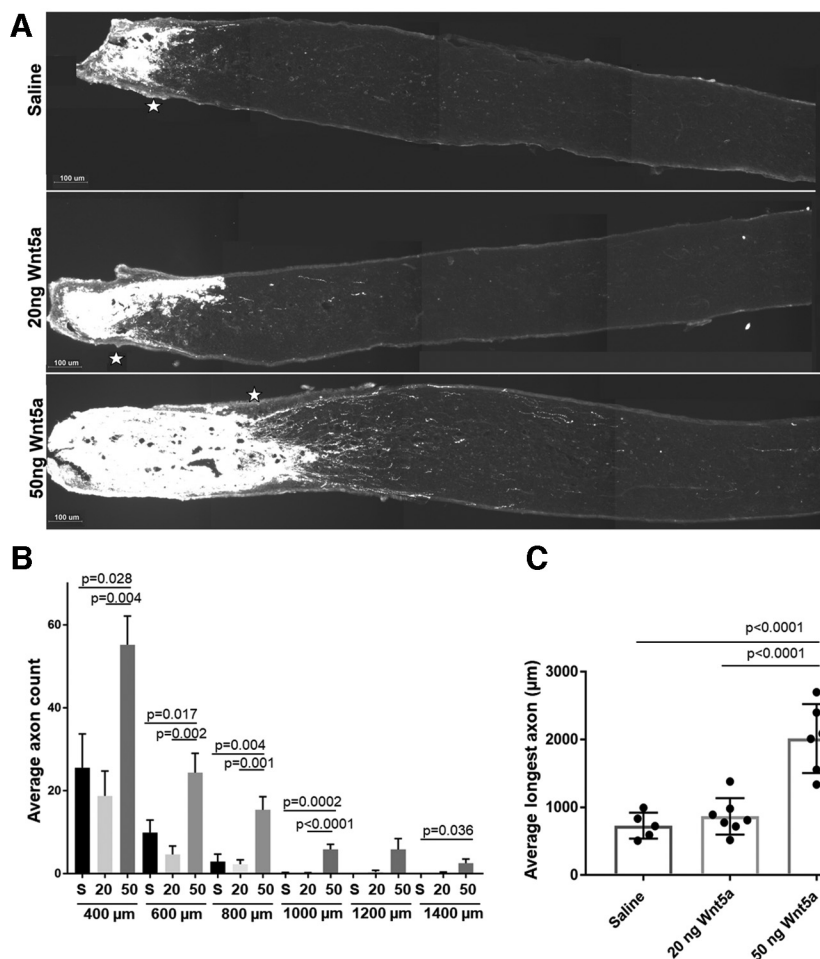 A
Saline
100 um
20ng Wnt5a
100 um
50ng Wnt5a
100 um
B
Average axon count
60
40
20
0
p=0.028
p=0.004
p=0.017
p=0.002
p=0.004
p=0.001
p=0.0002
p<0.0001
p=0.036
S 20 50 S 20 50 S 20 50 S 20 50 S 20 50 S 20 50
400 µm 600 µm 800 µm 1000 µm 1200 µm 1400 µm
C
Average longest axon (µm)
3000
2000
1000
0
p<0.0001
p<0.0001
Saline
20 ng Wnt5a
50 ng Wnt5a